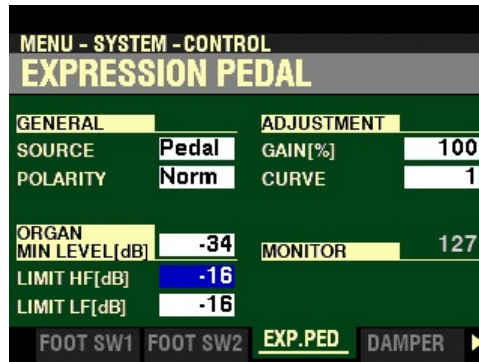 MENU - SYSTEM - CONTROL
EXPRESSION PEDAL
GENERAL
SOURCE Pedal
POLARITY Norm
ADJUSTMENT
GAIN[%] 100
CURVE 1
ORGAN
MIN LEVEL[dB] -34
LIMIT HF[dB] -16
LIMIT LF[dB] -16
MONITOR 127
FOOT SW1 FOOT SW2 EXP.PED DAMPER